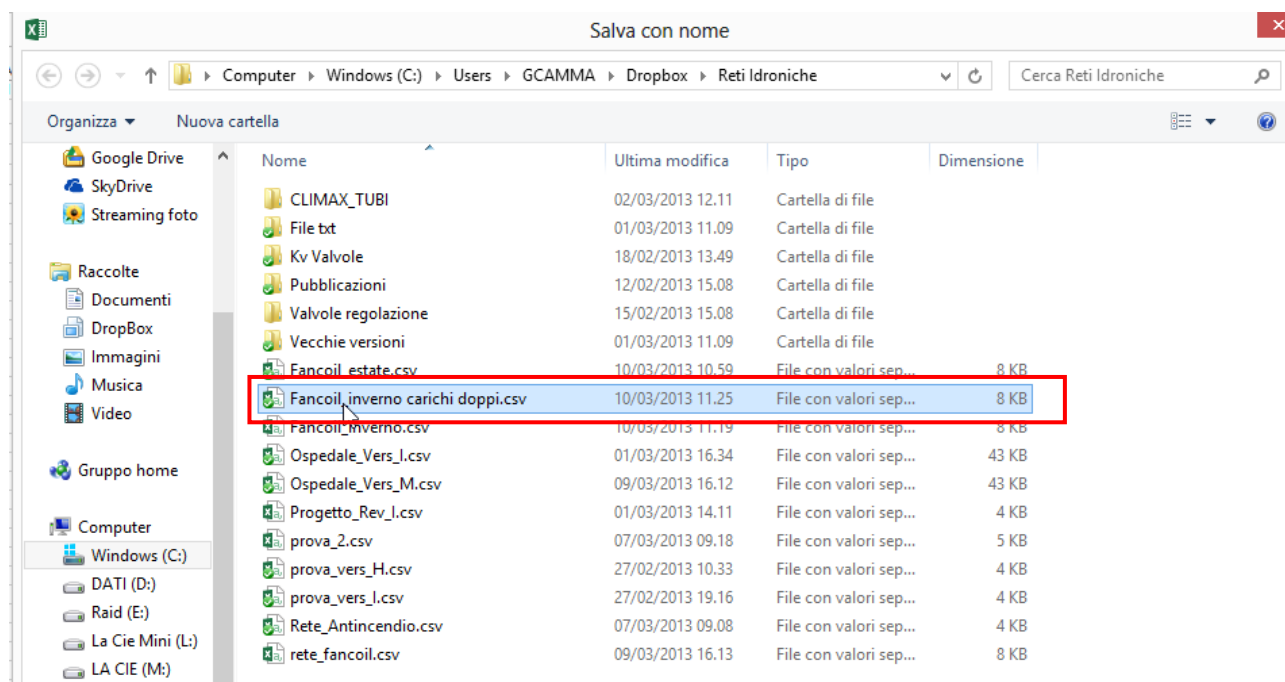 Salva con nome
Computer Windows (C:) Users GCAMMA Dropbox Reti Idroniche Cerca Reti Idroniche
Organizza Nuova cartella
Google Drive
SkyDrive
Streaming foto
Raccolte
Documenti
DropBox
Immagini
Musica
Video
Gruppo home
Computer
Windows (C:)
DATI (D:)
Raid (E:)
La Cie Mini (L:)
LA CIE (M:)
Nome Ultima modifica Tipo Dimensione
CLIMAX_TUBI 02/03/2013 12.11 Cartella di file
File txt 01/03/2013 11.09 Cartella di file
Kv Valvole 18/02/2013 13.49 Cartella di file
Pubblicazioni 12/02/2013 15.08 Cartella di file
Valvole regolazione 15/02/2013 15.08 Cartella di file
Vecchie versioni 01/03/2013 11.09 Cartella di file
Fancoil_estate.csv 10/03/2013 10.59 File con valori sep... 8 KB
Fancoil_inverno carichi doppi.csv 10/03/2013 11.25 File con valori sep... 8 KB
Fancoil_inverno.csv 10/03/2013 11.19 File con valori sep... 8 KB
Ospedale_Vers_I.csv 01/03/2013 16.34 File con valori sep... 43 KB
Ospedale_Vers_M.csv 09/03/2013 16.12 File con valori sep... 43 KB
Progetto_Rev_I.csv 01/03/2013 14.11 File con valori sep... 4 KB
prova_2.csv 07/03/2013 09.18 File con valori sep... 5 KB
prova_vers_H.csv 27/02/2013 10.33 File con valori sep... 4 KB
prova_vers_I.csv 27/02/2013 19.16 File con valori sep... 4 KB
Rete_Antincendio.csv 07/03/2013 09.08 File con valori sep... 4 KB
rete_fancoil.csv 09/03/2013 16.13 File con valori sep... 8 KB